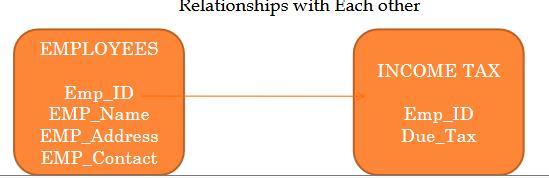 Relationships with Each other
EMPLOYEES
Emp_ID
EMP_Name
EMP_Address
EMP_Contact
INCOME TAX
Emp_ID
Due_Tax